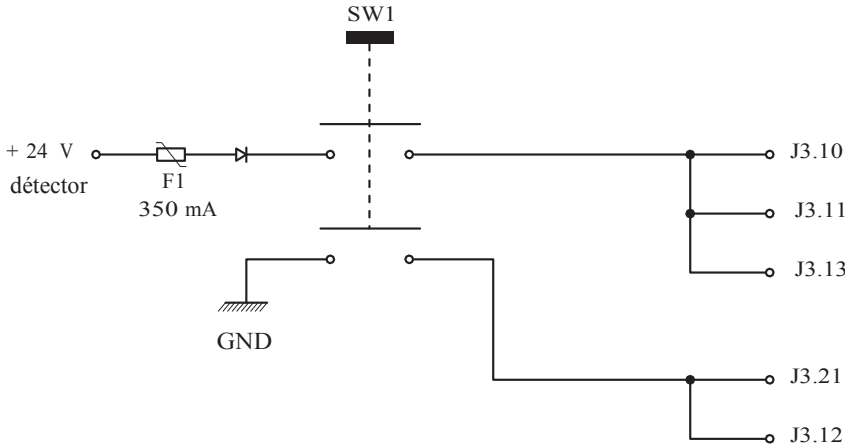 SW1
+ 24 V
détector
F1
350 mA
GND
J3.10
J3.11
J3.13
J3.21
J3.12